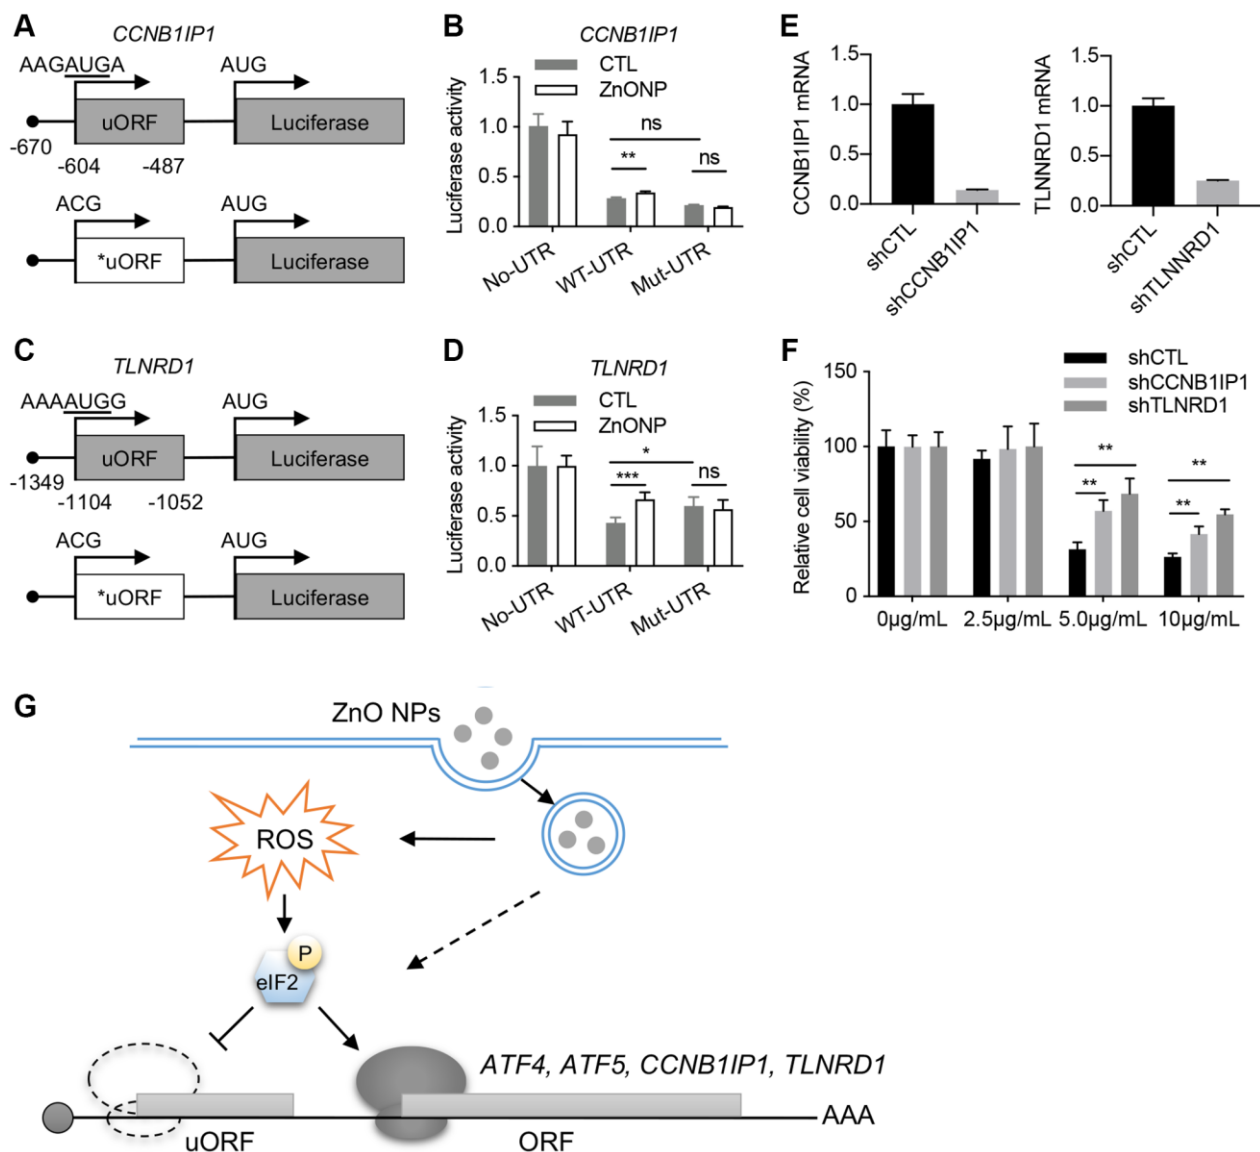 A
CCNB1IP1
AAGAUGA
AUG
uORF
Luciferase
-670
-604
-487
ACG
AUG
*uORF
Luciferase
B
CCNB1IP1
CTL
ZnONP
Luciferase activity
1.5
1.0
0.5
0.0
ns
**
ns
No-UTR
WT-UTR
Mut-UTR
E
CCNB1IP1 mRNA
1.5
1.0
0.5
0.0
shCTL
shCCNB1IP1
TLNNRD1 mRNA
1.5
1.0
0.5
0.0
shCTL
shTLNNRD1
C
TLNRD1
AAAAUGG
AUG
uORF
Luciferase
-1349
-1104
-1052
ACG
AUG
*uORF
Luciferase
D
TLNRD1
CTL
ZnONP
Luciferase activity
1.5
1.0
0.5
0.0
*
***
ns
No-UTR
WT-UTR
Mut-UTR
F
shCTL
shCCNB1IP1
shTLNRD1
Relative cell viability (%)
150
100
50
0
**
**
**
**
0μg/mL
2.5μg/mL
5.0μg/mL
10μg/mL
G
ZnO NPs
ROS
P
eIF2
ATF4, ATF5, CCNB1IP1, TLNRD1
AAA
uORF
ORF